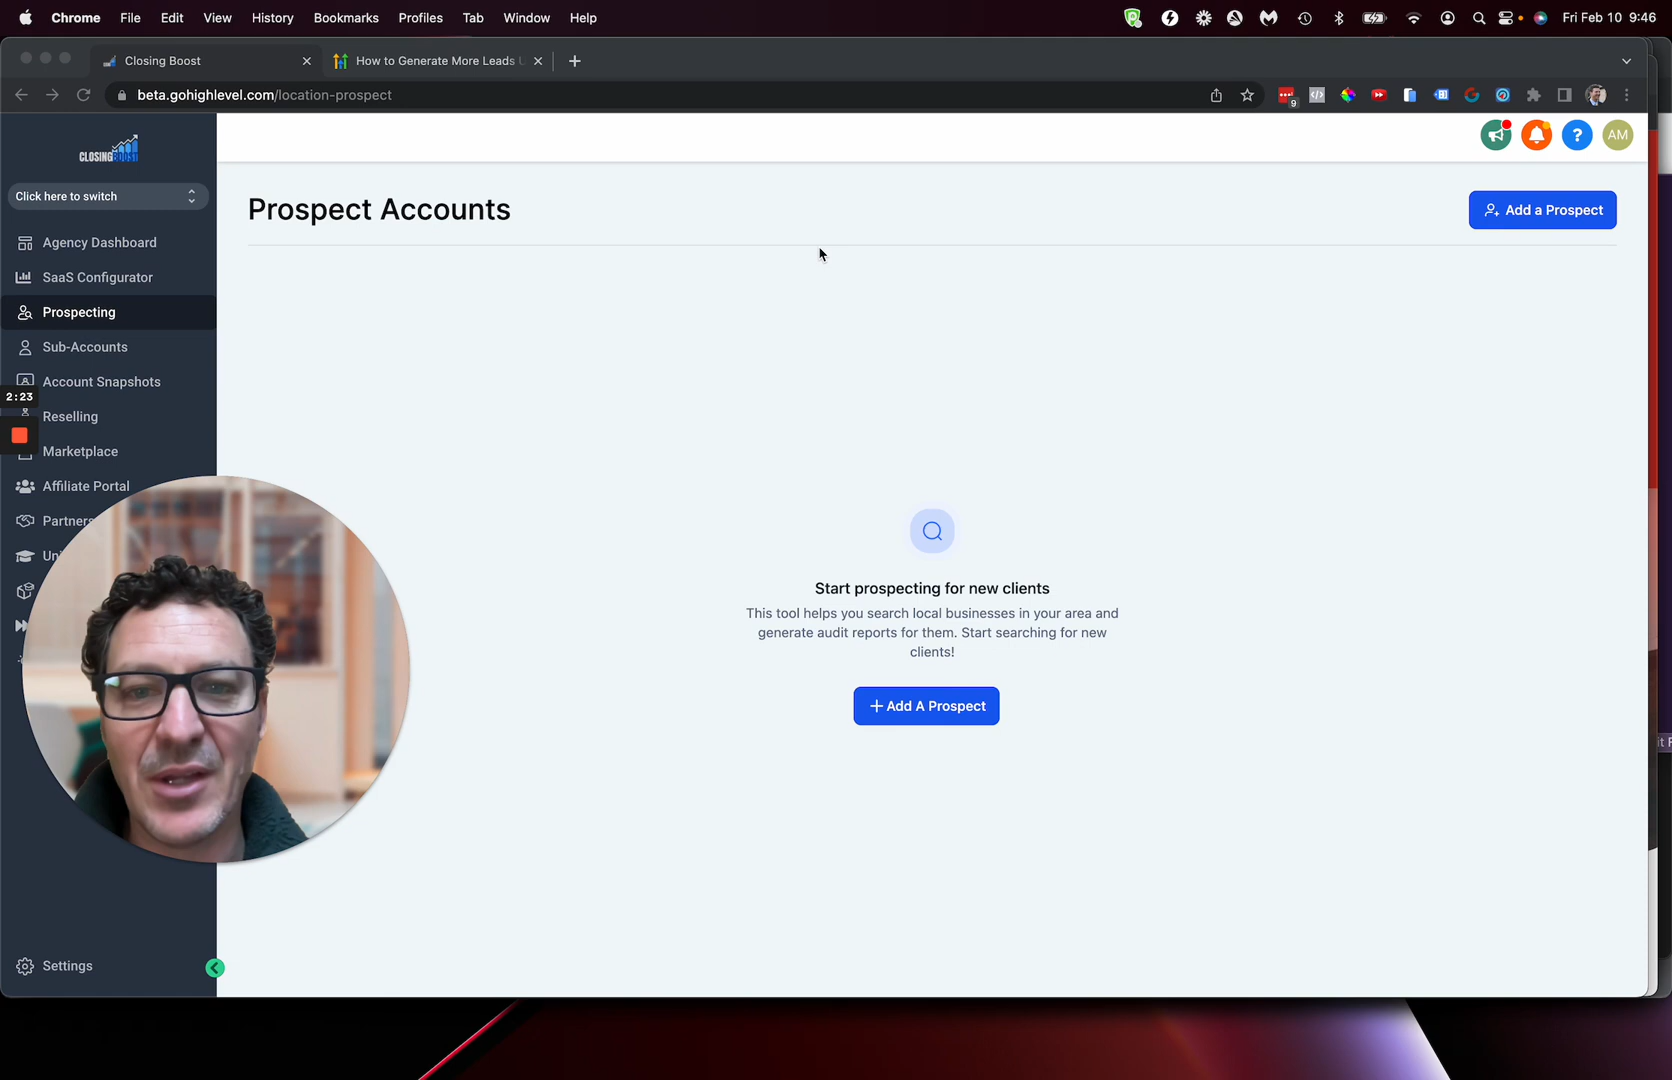 Chrome File Edit View History Bookmarks Profiles Tab Window Help Fri Feb 10 9:46
Closing Boost How to Generate More Leads
beta.gohighlevel.com/location-prospect 9
CLOSINGBOOST
? AM
Click here to switch
Prospect Accounts
Add a Prospect
Agency Dashboard
SaaS Configurator
Prospecting
Sub-Accounts
Account Snapshots
2:23
Reselling
Marketplace
Affiliate Portal
Partners
Uni
Start prospecting for new clients
This tool helps you search local businesses in your area and
generate audit reports for them. Start searching for new
clients!
+ Add A Prospect
Settings